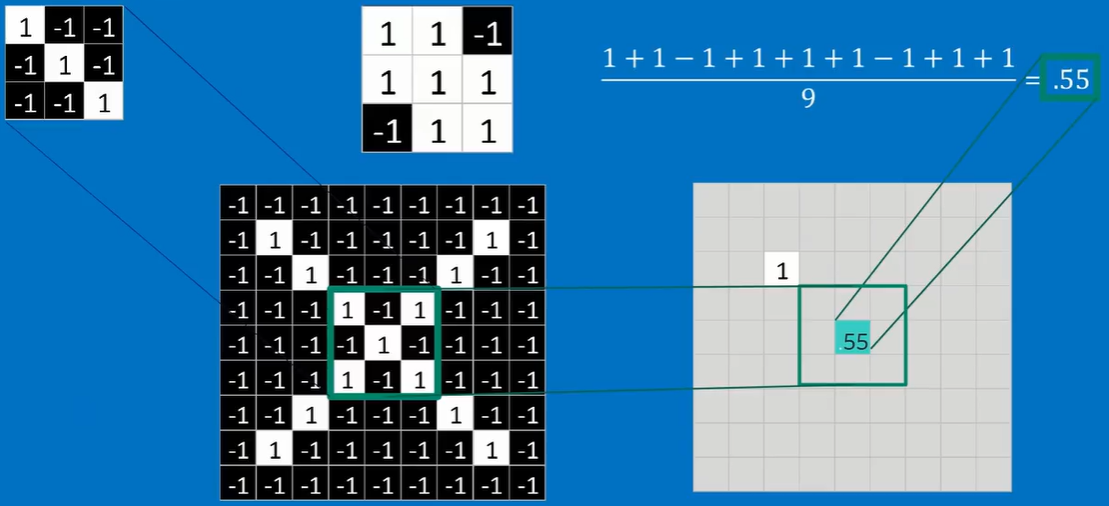 1 -1 -1
-1 1 -1
-1 -1 1
1 1 -1
1 1 1
-1 1 1
1 + 1 − 1 + 1 + 1 + 1 − 1 + 1 + 1
9
= .55
-1 -1 -1 -1 -1 -1 -1 -1 -1
-1 1 -1 -1 -1 -1 -1 1 -1
-1 -1 1 -1 -1 -1 1 -1 -1
-1 -1 -1 1 -1 1 -1 -1 -1
-1 -1 -1 -1 1 -1 -1 -1 -1
-1 -1 -1 1 -1 1 -1 -1 -1
-1 -1 1 -1 -1 -1 1 -1 -1
-1 1 -1 -1 -1 -1 -1 1 -1
-1 -1 -1 -1 -1 -1 -1 -1 -1
1
.55